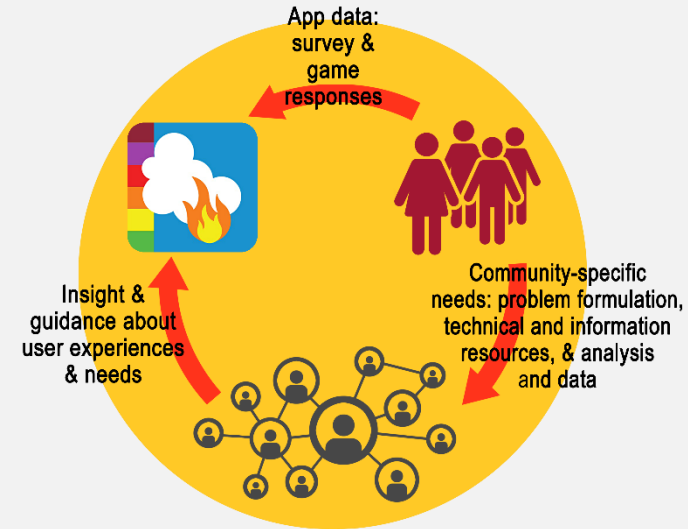 App data:
survey &
game
responses
Community-specific
needs: problem formulation,
technical and information
resources, & analysis
and data
Insight &
guidance about
user experiences
& needs